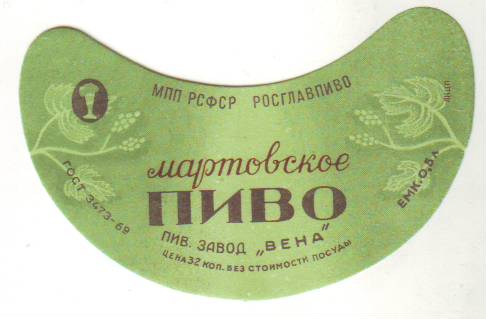 МПП РСФСР РОСГЛАВПИВО
мартовское
ПИВО
ПИВ. ЗАВОД „ВЕНА"
ЦЕНА 32 КОП. БЕЗ СТОИМОСТИ ПОСУДЫ
ГОСТ 3473-69
ЕМК. 0,5 Л